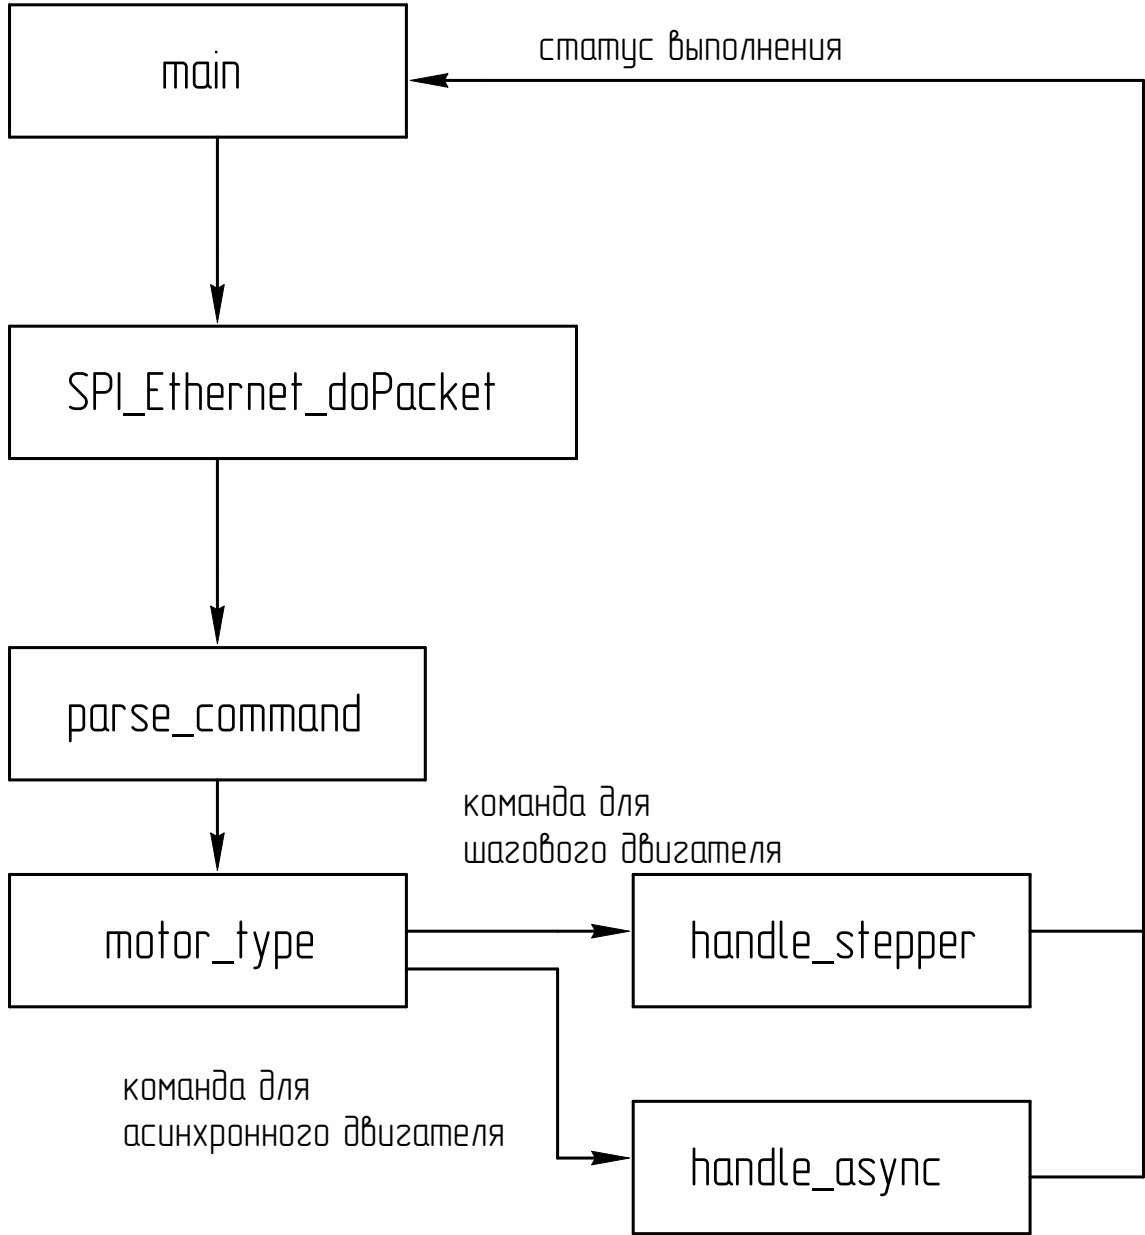 статус выполнения
main
SPI_Ethernet_doPacket
parse_command
команда для
шагового двигателя
motor_type
handle_stepper
команда для
асинхронного двигателя
handle_async